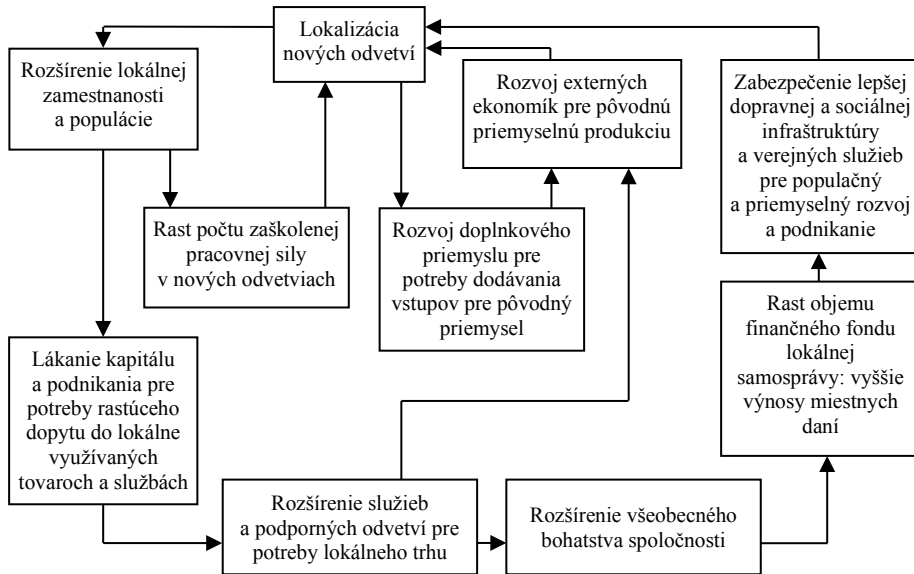 Lokalizácia
nových odvetví
Rozšírenie lokálnej
zamestnanosti
a populácie
Rozvoj externých
ekonomík pre pôvodnú
priemyselnú produkciu
Zabezpečenie lepšej
dopravnej a sociálnej
infraštruktúry
a verejných služieb
pre populačný
a priemyselný rozvoj
a podnikanie
Rast počtu zaškolenej
pracovnej sily
v nových odvetviach
Rozvoj doplnkového
priemyslu pre
potreby dodávania
vstupov pre pôvodný
priemysel
Rast objemu
finančného fondu
lokálnej
samosprávy: vyššie
výnosy miestnych
daní
Lákanie kapitálu
a podnikania pre
potreby rastúceho
dopytu do lokálne
využívaných
tovaroch a službách
Rozšírenie služieb
a podporných odvetví pre
potreby lokálneho trhu
Rozšírenie všeobecného
bohatstva spoločnosti